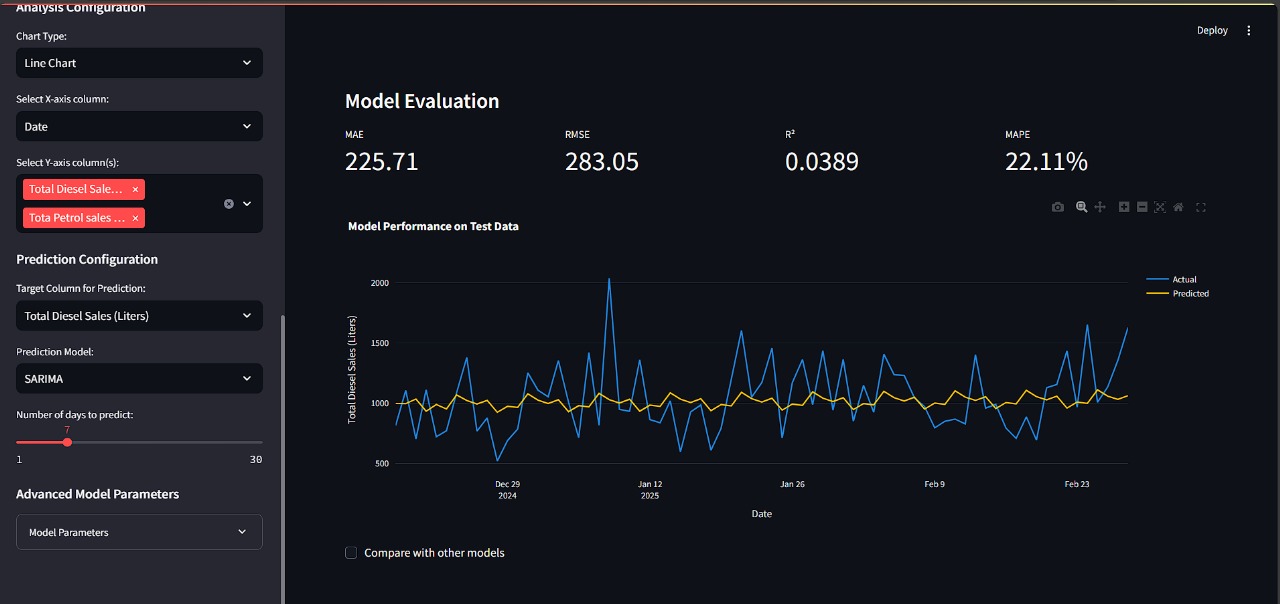 Analysis Configuration
Chart Type:
Line Chart
Select X-axis column:
Date
Select Y-axis column(s):
Total Diesel Sale... ×
Tota Petrol sales ... ×
Prediction Configuration
Target Column for Prediction:
Total Diesel Sales (Liters)
Prediction Model:
SARIMA
Number of days to predict:
7
1 30
Advanced Model Parameters
Model Parameters
Deploy
Model Evaluation
MAE RMSE R² MAPE
225.71 283.05 0.0389 22.11%
Model Performance on Test Data
Actual
Predicted
Total Diesel Sales (Liters)
2000
1500
1000
500
Dec 29 Jan 12 Jan 26 Feb 9 Feb 23
2024 2025
Date
Compare with other models